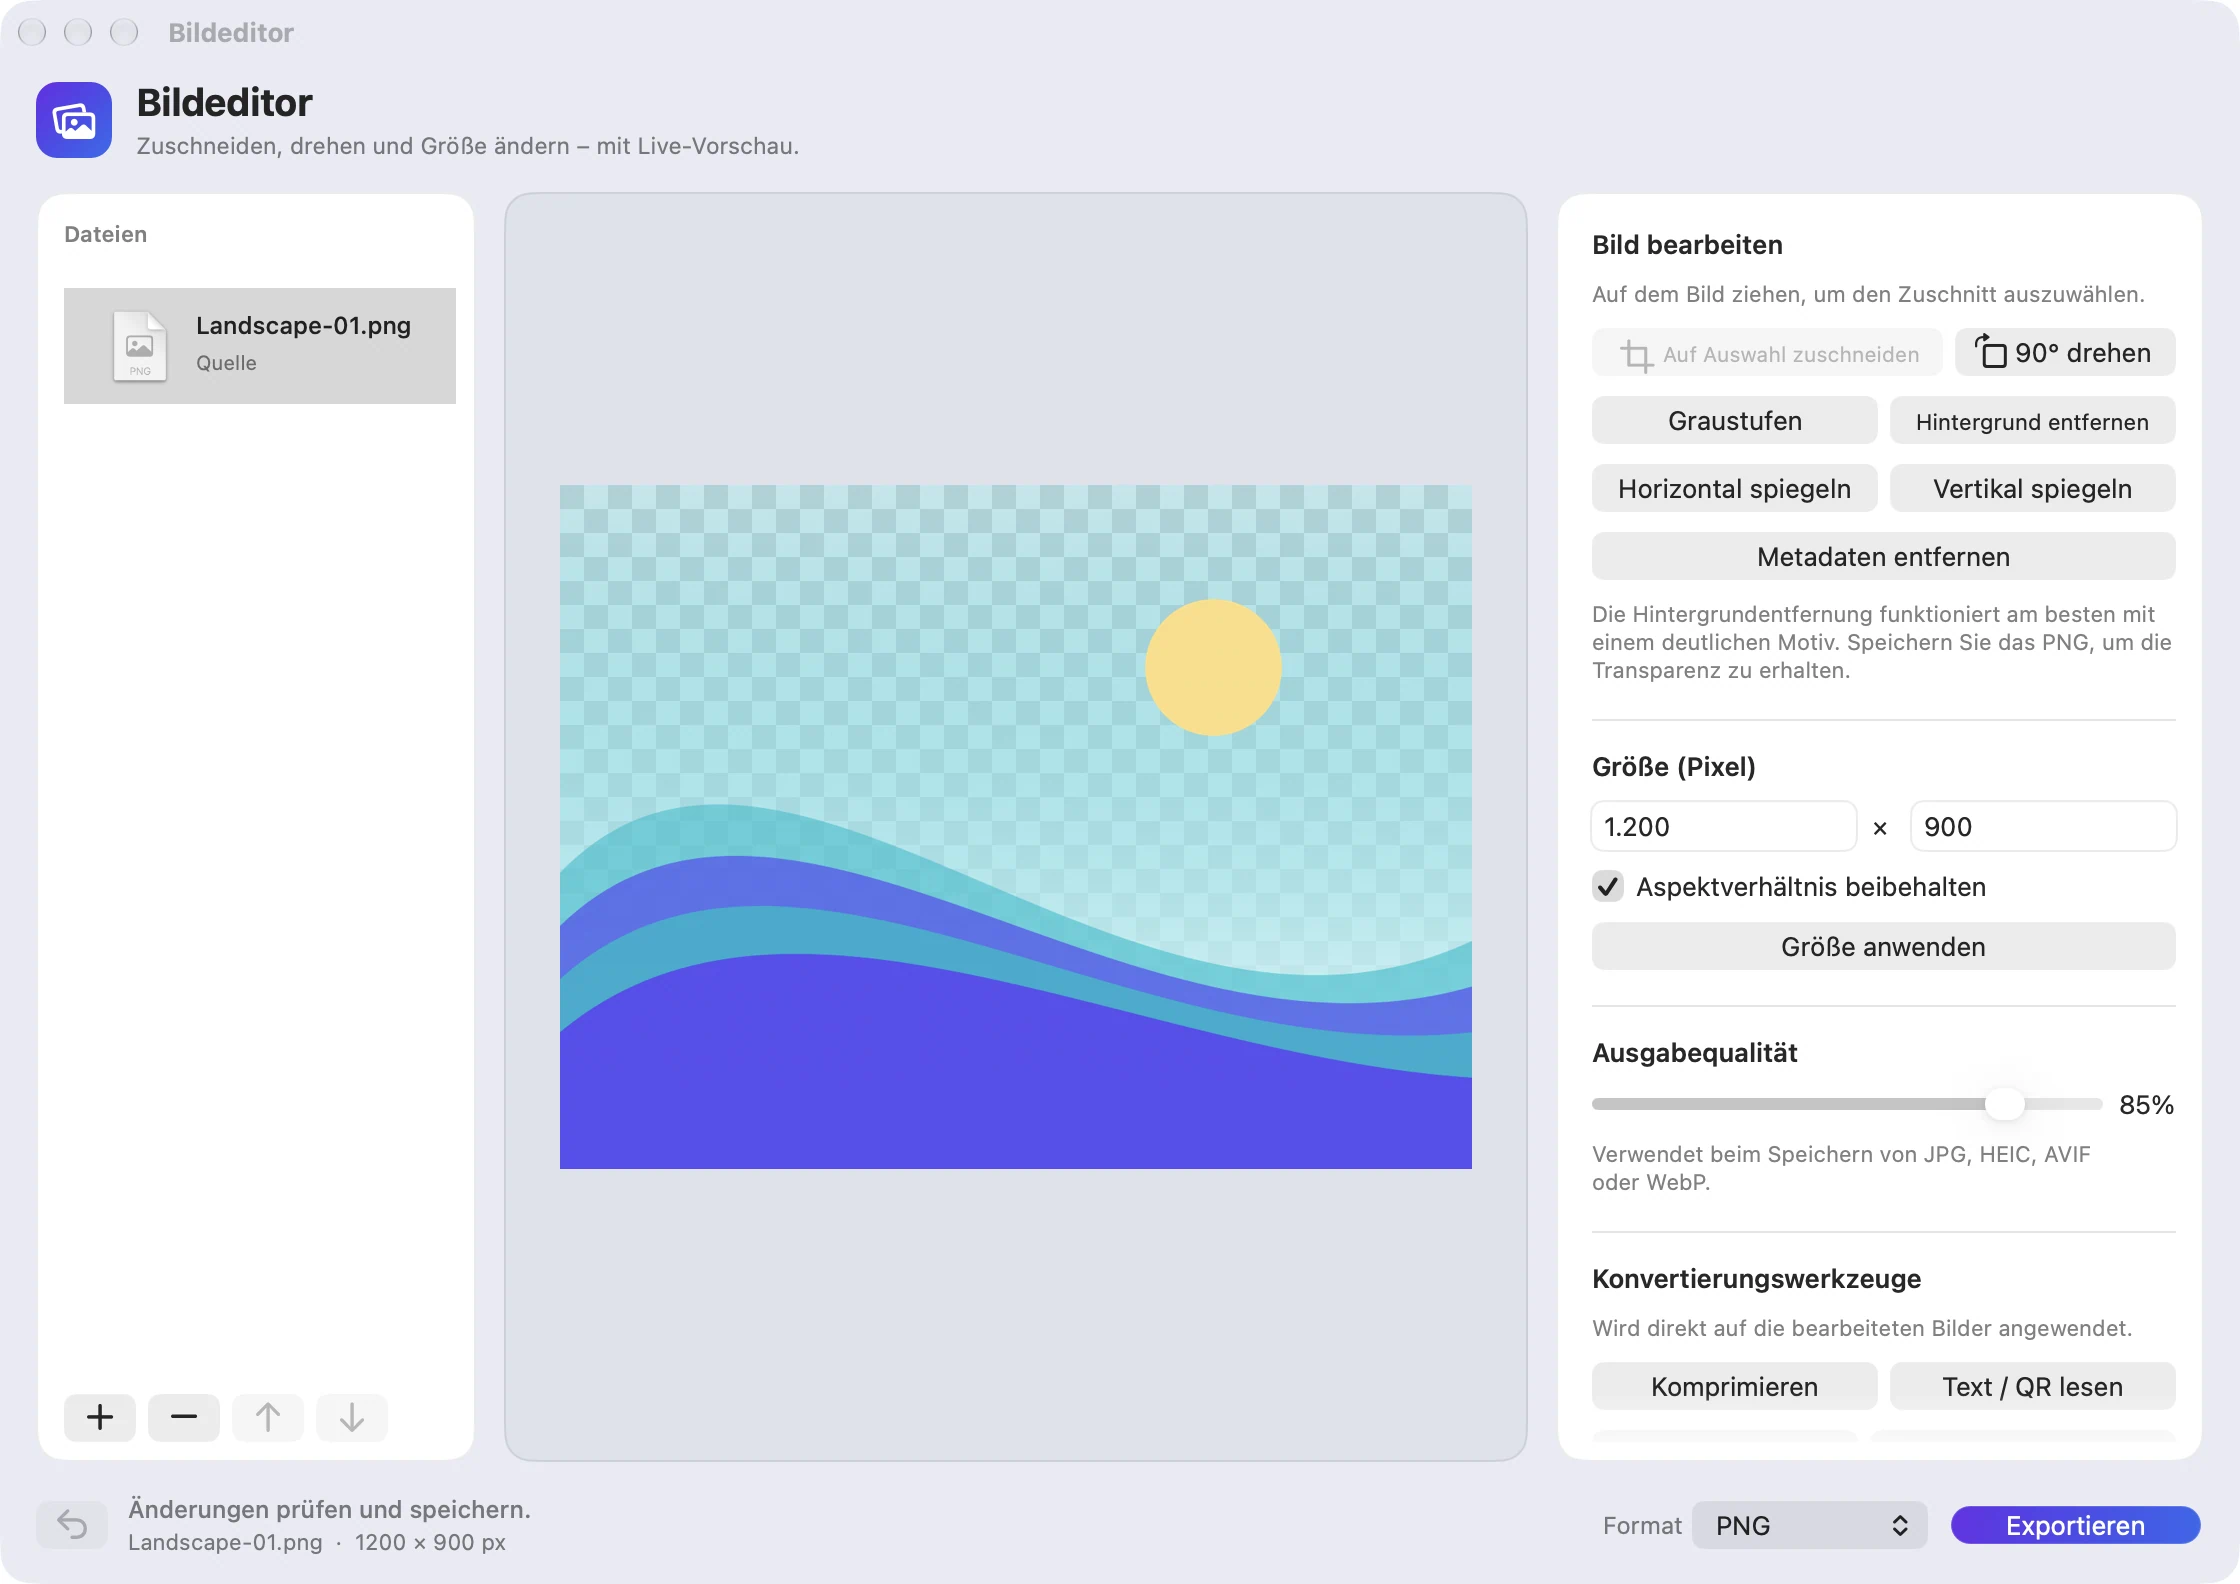 Bildeditor
Bildeditor
Zuschneiden, drehen und Größe ändern – mit Live-Vorschau.
Dateien
Landscape-01.png
Quelle
PNG
Bild bearbeiten
Auf dem Bild ziehen, um den Zuschnitt auszuwählen.
Auf Auswahl zuschneiden
90° drehen
Graustufen
Hintergrund entfernen
Horizontal spiegeln
Vertikal spiegeln
Metadaten entfernen
Die Hintergrundentfernung funktioniert am besten mit
einem deutlichen Motiv. Speichern Sie das PNG, um die
Transparenz zu erhalten.
Größe (Pixel)
1.200 × 900
Aspektverhältnis beibehalten
Größe anwenden
Ausgabequalität
85%
Verwendet beim Speichern von JPG, HEIC, AVIF
oder WebP.
Konvertierungswerkzeuge
Wird direkt auf die bearbeiteten Bilder angewendet.
Komprimieren
Text / QR lesen
Änderungen prüfen und speichern.
Landscape-01.png · 1200 × 900 px
Format
PNG
Exportieren